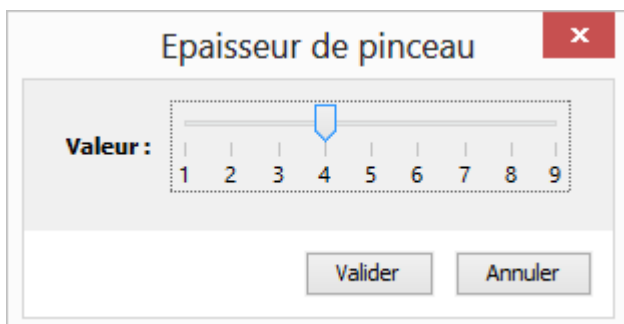 Epaisseur de pinceau
Valeur :
1 2 3 4 5 6 7 8 9
Valider Annuler